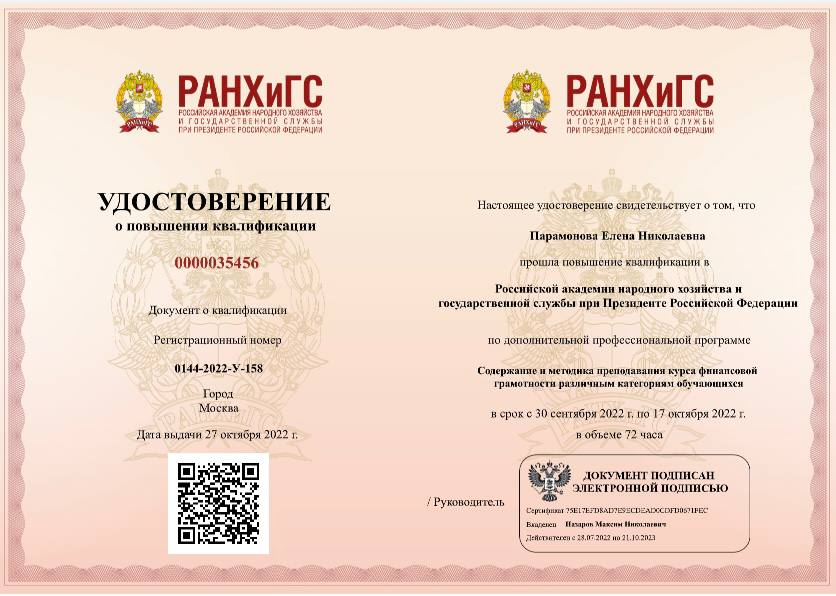 РАНХиГС
РОССИЙСКАЯ АКАДЕМИЯ НАРОДНОГО ХОЗЯЙСТВА
И ГОСУДАРСТВЕННОЙ СЛУЖБЫ
ПРИ ПРЕЗИДЕНТЕ РОССИЙСКОЙ ФЕДЕРАЦИИ
УДОСТОВЕРЕНИЕ
о повышении квалификации
0000035456
Документ о квалификации
Регистрационный номер
0144-2022-У-158
Город
Москва
Дата выдачи 27 октября 2022 г.
РАНХиГС
РОССИЙСКАЯ АКАДЕМИЯ НАРОДНОГО ХОЗЯЙСТВА
И ГОСУДАРСТВЕННОЙ СЛУЖБЫ
ПРИ ПРЕЗИДЕНТЕ РОССИЙСКОЙ ФЕДЕРАЦИИ
Настоящее удостоверение свидетельствует о том, что
Парамонова Елена Николаевна
прошла повышение квалификации в
Российской академии народного хозяйства и
государственной службы при Президенте Российской Федерации
по дополнительной профессиональной программе
Содержание и методика преподавания курса финансовой
грамотности различным категориям обучающихся
в срок с 30 сентября 2022 г. по 17 октября 2022 г.
в объеме 72 часа
/ Руководитель
ДОКУМЕНТ ПОДПИСАН
ЭЛЕКТРОННОЙ ПОДПИСЬЮ
Сертификат
Владелец Назаров Максим Николаевич
Действителен с 28.07.2022 по 21.10.2023